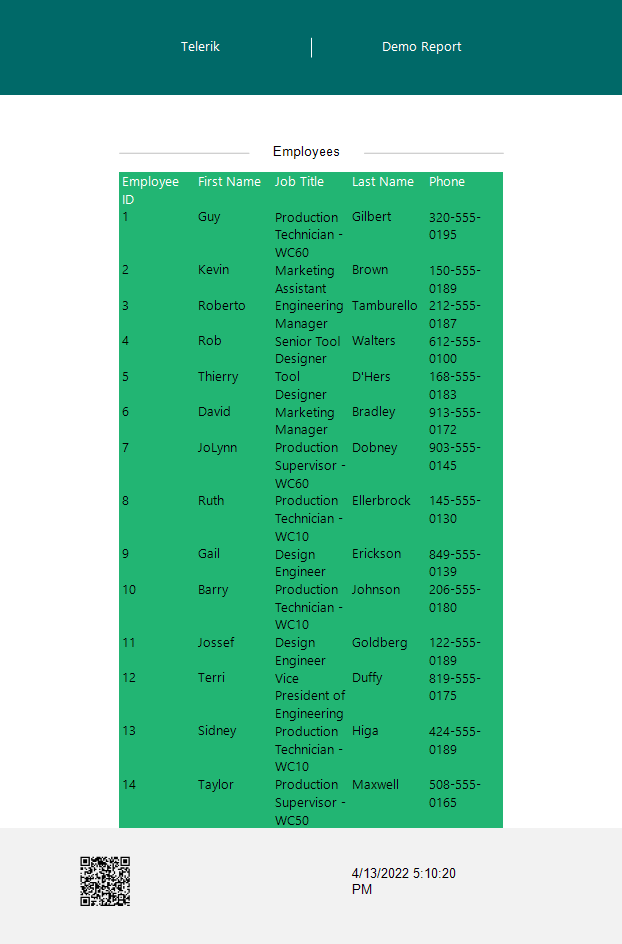 Telerik Demo Report
Employees
Employee First Name Job Title Last Name Phone
ID
1 Guy Production Gilbert 320-555-
Technician - 0195
WC60
2 Kevin Marketing Brown 150-555-
Assistant 0189
3 Roberto Engineering Tamburello 212-555-
Manager 0187
4 Rob Senior Tool Walters 612-555-
Designer 0100
5 Thierry Tool D'Hers 168-555-
Designer 0183
6 David Marketing Bradley 913-555-
Manager 0172
7 JoLynn Production Dobney 903-555-
Supervisor - 0145
WC60
8 Ruth Production Ellerbrock 145-555-
Technician - 0130
WC10
9 Gail Design Erickson 849-555-
Engineer 0139
10 Barry Production Johnson 206-555-
Technician - 0180
WC10
11 Jossef Design Goldberg 122-555-
Engineer 0189
12 Terri Vice Duffy 819-555-
President of 0175
Engineering
13 Sidney Production Higa 424-555-
Technician - 0189
WC10
14 Taylor Production Maxwell 508-555-
Supervisor - 0165
WC50
4/13/2022 5:10:20
PM